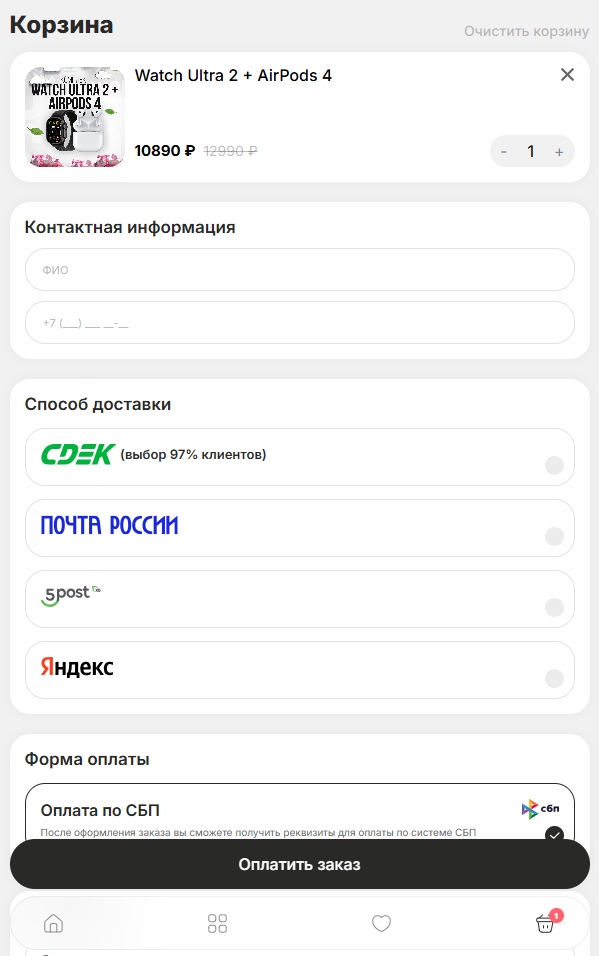 Корзина
Очистить корзину
WATCH ULTRA 2 +
AIRPODS 4
Watch Ultra 2 + AirPods 4
10890 ₽ 12990 ₽
- 1 +
Контактная информация
ФИО
+7 (___) ___ __-__
Способ доставки
CDEK (выбор 97% клиентов)
ПОЧТА РОССИИ
5post
Яндекс
Форма оплаты
Оплата по СБП
сбп
После оформления заказа вы сможете получить реквизиты для оплаты по системе СБП
Оплатить заказ
1